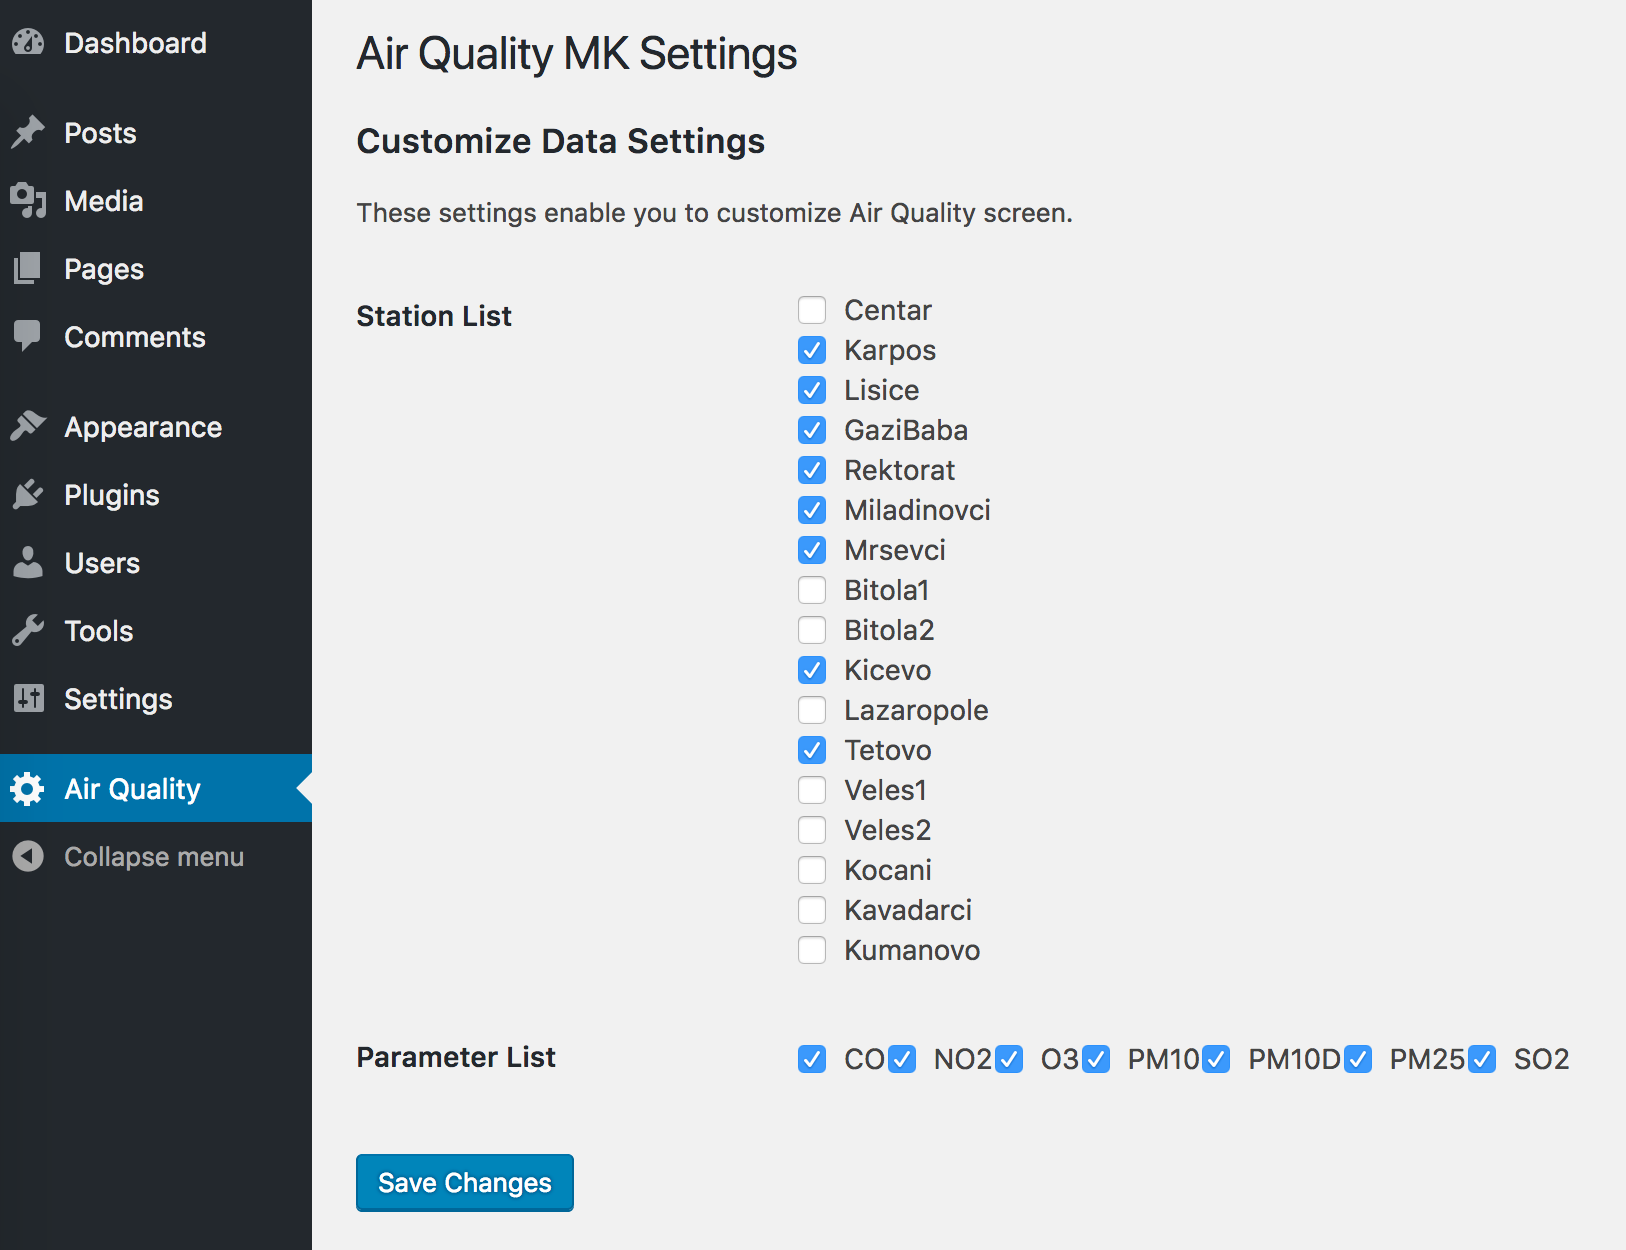 Dashboard
Posts
Media
Pages
Comments
Appearance
Plugins
Users
Tools
Settings
Air Quality
Collapse menu
Air Quality MK Settings
Customize Data Settings
These settings enable you to customize Air Quality screen.
Station List
Centar
Karpos
Lisice
GaziBaba
Rektorat
Miladinovci
Mrsevci
Bitola1
Bitola2
Kicevo
Lazaropole
Tetovo
Veles1
Veles2
Kocani
Kavadarci
Kumanovo
Parameter List
CO NO2 O3 PM10 PM10D PM25 SO2
Save Changes